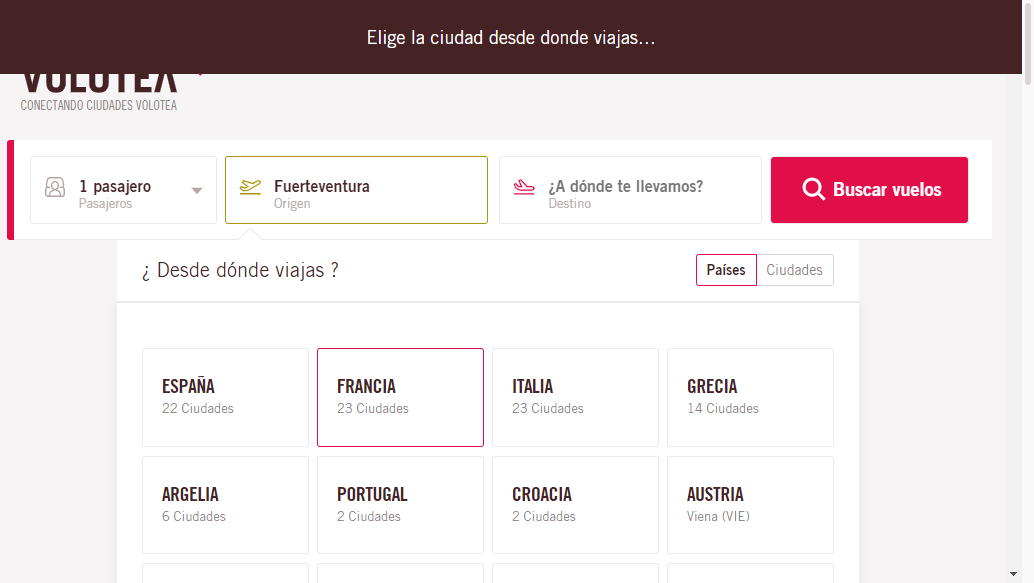 Elige la ciudad desde donde viajas...
VOLOTEA
CONECTANDO CIUDADES VOLOTEA
1 pasajero
Pasajeros
Fuerteventura
Origen
¿A dónde te llevamos?
Destino
Buscar vuelos
¿ Desde dónde viajas ?
Países
Ciudades
ESPAÑA
22 Ciudades
FRANCIA
23 Ciudades
ITALIA
23 Ciudades
GRECIA
14 Ciudades
ARGELIA
6 Ciudades
PORTUGAL
2 Ciudades
CROACIA
2 Ciudades
AUSTRIA
Viena (VIE)